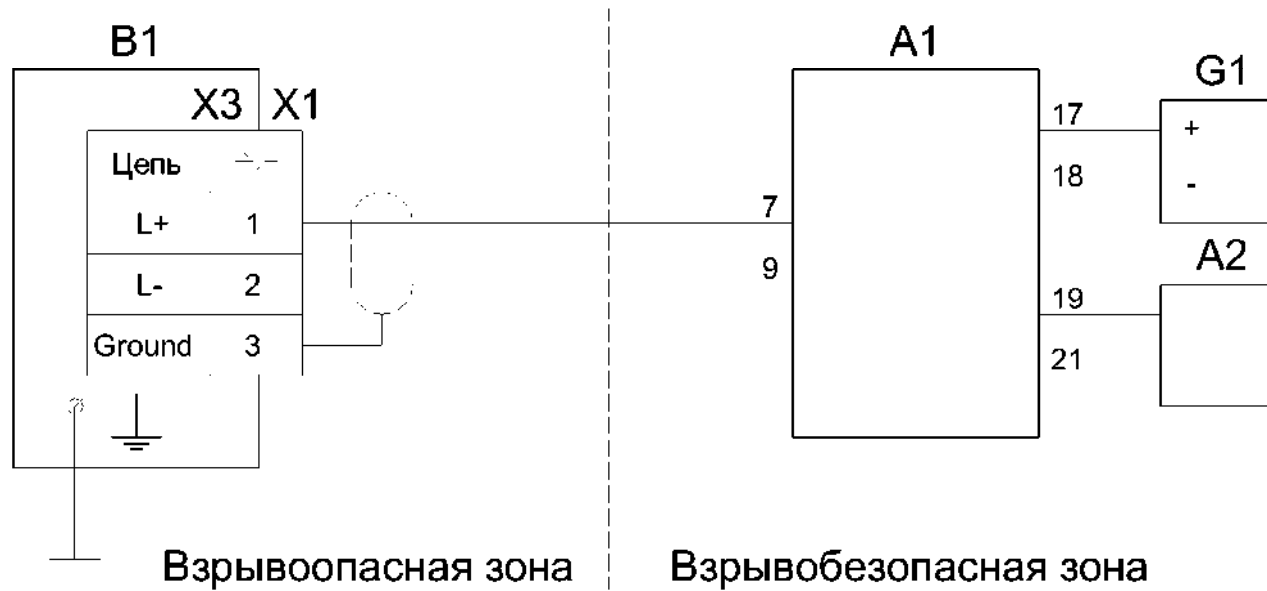 B1
A1
G1
X3 X1
17
+
Цепь
18
-
L+ 1
7
9
A2
L- 2
19
Ground 3
21
Взрывоопасная зона
Взрывобезопасная зона